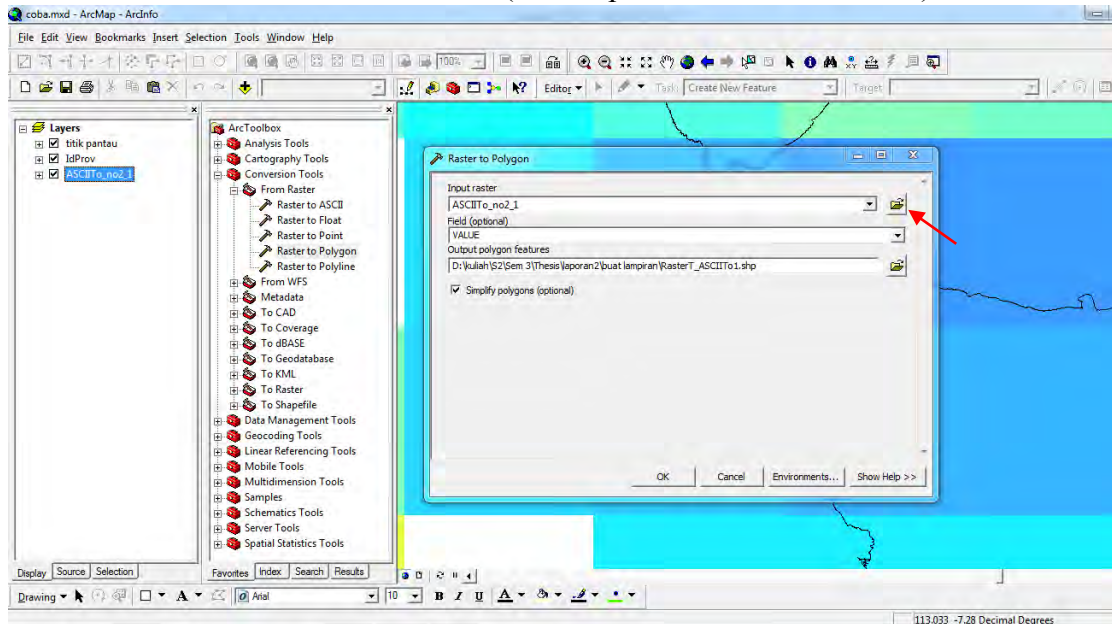 coba.mxd - ArcMap - ArcInfo
File Edit View Bookmarks Insert Selection Tools Window Help
100%
Editor Task: Create New Feature Target:
Layers
titik pantau
IdProv
ASCIITo_no2_1
ArcToolbox
Analysis Tools
Cartography Tools
Conversion Tools
From Raster
Raster to ASCII
Raster to Float
Raster to Point
Raster to Polygon
Raster to Polyline
From WFS
Metadata
To CAD
To Coverage
To dBASE
To Geodatabase
To KML
To Raster
To Shapefile
Data Management Tools
Geocoding Tools
Linear Referencing Tools
Mobile Tools
Multidimension Tools
Samples
Schematics Tools
Server Tools
Spatial Statistics Tools
Raster to Polygon
Input raster
ASCIITo_no2_1
Field (optional)
VALUE
Output polygon features
D:\kuliah\S2\Sem 3\Thesis\laporan2\buat lampiran\RasterT_ASCIITo1.shp
Simplify polygons (optional)
OK Cancel Environments... Show Help >>
Display Source Selection
Favorites Index Search Results
Drawing A Arial 10 B I U A
113.033 -7.28 Decimal Degrees